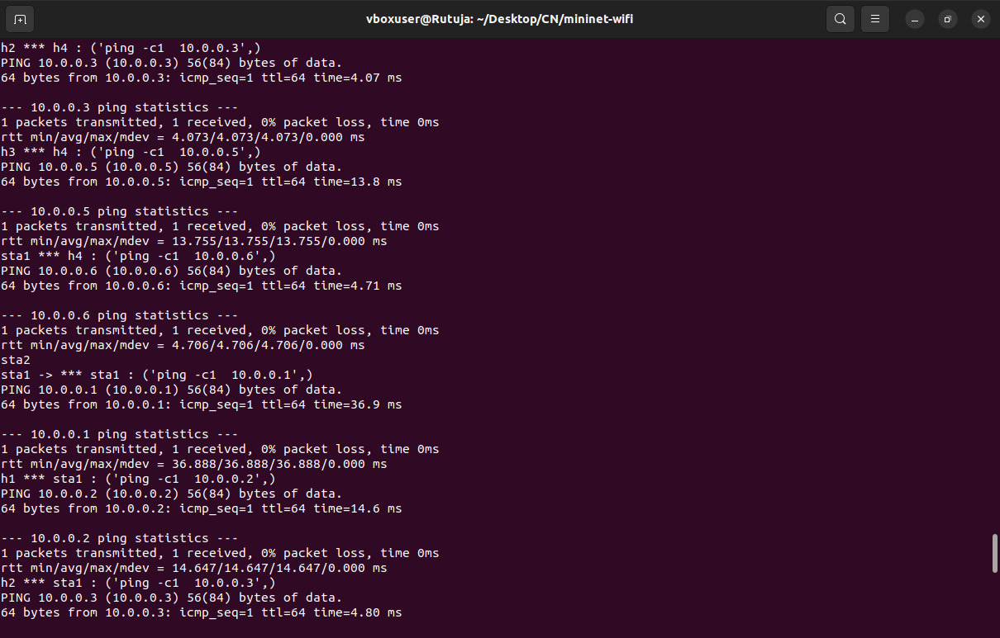 vboxuser@Rutuja: ~/Desktop/CN/mininet-wifi
h2 *** h4 : ('ping -c1  10.0.0.3',)
PING 10.0.0.3 (10.0.0.3) 56(84) bytes of data.
64 bytes from 10.0.0.3: icmp_seq=1 ttl=64 time=4.07 ms

--- 10.0.0.3 ping statistics ---
1 packets transmitted, 1 received, 0% packet loss, time 0ms
rtt min/avg/max/mdev = 4.073/4.073/4.073/0.000 ms
h3 *** h4 : ('ping -c1  10.0.0.5',)
PING 10.0.0.5 (10.0.0.5) 56(84) bytes of data.
64 bytes from 10.0.0.5: icmp_seq=1 ttl=64 time=13.8 ms

--- 10.0.0.5 ping statistics ---
1 packets transmitted, 1 received, 0% packet loss, time 0ms
rtt min/avg/max/mdev = 13.755/13.755/13.755/0.000 ms
sta1 *** h4 : ('ping -c1  10.0.0.6',)
PING 10.0.0.6 (10.0.0.6) 56(84) bytes of data.
64 bytes from 10.0.0.6: icmp_seq=1 ttl=64 time=4.71 ms

--- 10.0.0.6 ping statistics ---
1 packets transmitted, 1 received, 0% packet loss, time 0ms
rtt min/avg/max/mdev = 4.706/4.706/4.706/0.000 ms
sta2
sta1 -> *** sta1 : ('ping -c1  10.0.0.1',)
PING 10.0.0.1 (10.0.0.1) 56(84) bytes of data.
64 bytes from 10.0.0.1: icmp_seq=1 ttl=64 time=36.9 ms

--- 10.0.0.1 ping statistics ---
1 packets transmitted, 1 received, 0% packet loss, time 0ms
rtt min/avg/max/mdev = 36.888/36.888/36.888/0.000 ms
h1 *** sta1 : ('ping -c1  10.0.0.2',)
PING 10.0.0.2 (10.0.0.2) 56(84) bytes of data.
64 bytes from 10.0.0.2: icmp_seq=1 ttl=64 time=14.6 ms

--- 10.0.0.2 ping statistics ---
1 packets transmitted, 1 received, 0% packet loss, time 0ms
rtt min/avg/max/mdev = 14.647/14.647/14.647/0.000 ms
h2 *** sta1 : ('ping -c1  10.0.0.3',)
PING 10.0.0.3 (10.0.0.3) 56(84) bytes of data.
64 bytes from 10.0.0.3: icmp_seq=1 ttl=64 time=4.80 ms